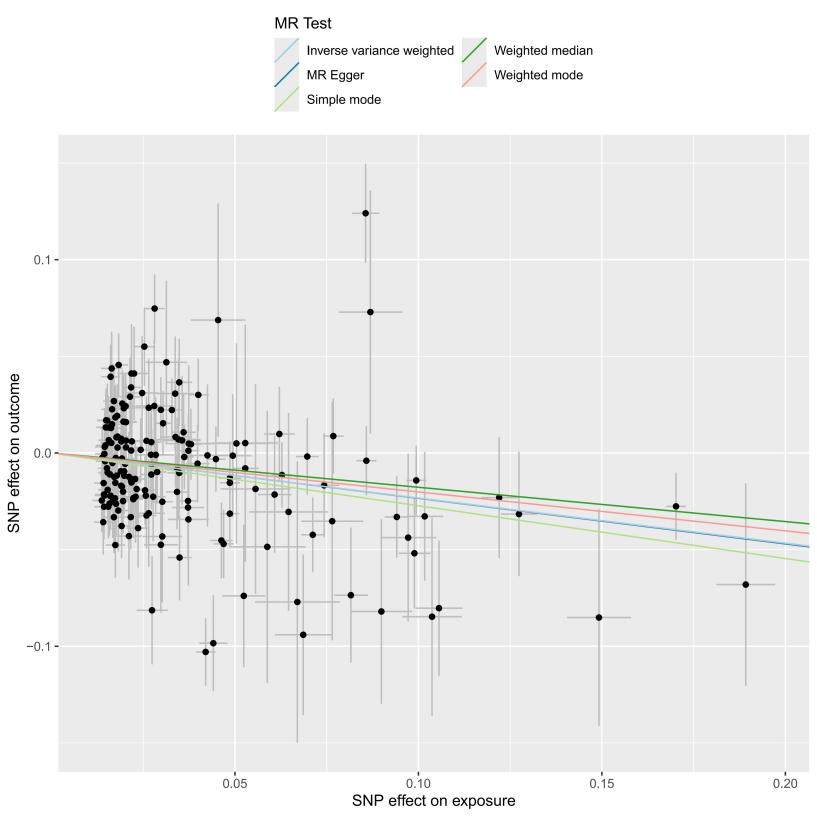 MR Test
Inverse variance weighted
Weighted median
MR Egger
Weighted mode
Simple mode
SNP effect on outcome
0.1
0.0
−0.1
0.05
0.10
0.15
0.20
SNP effect on exposure